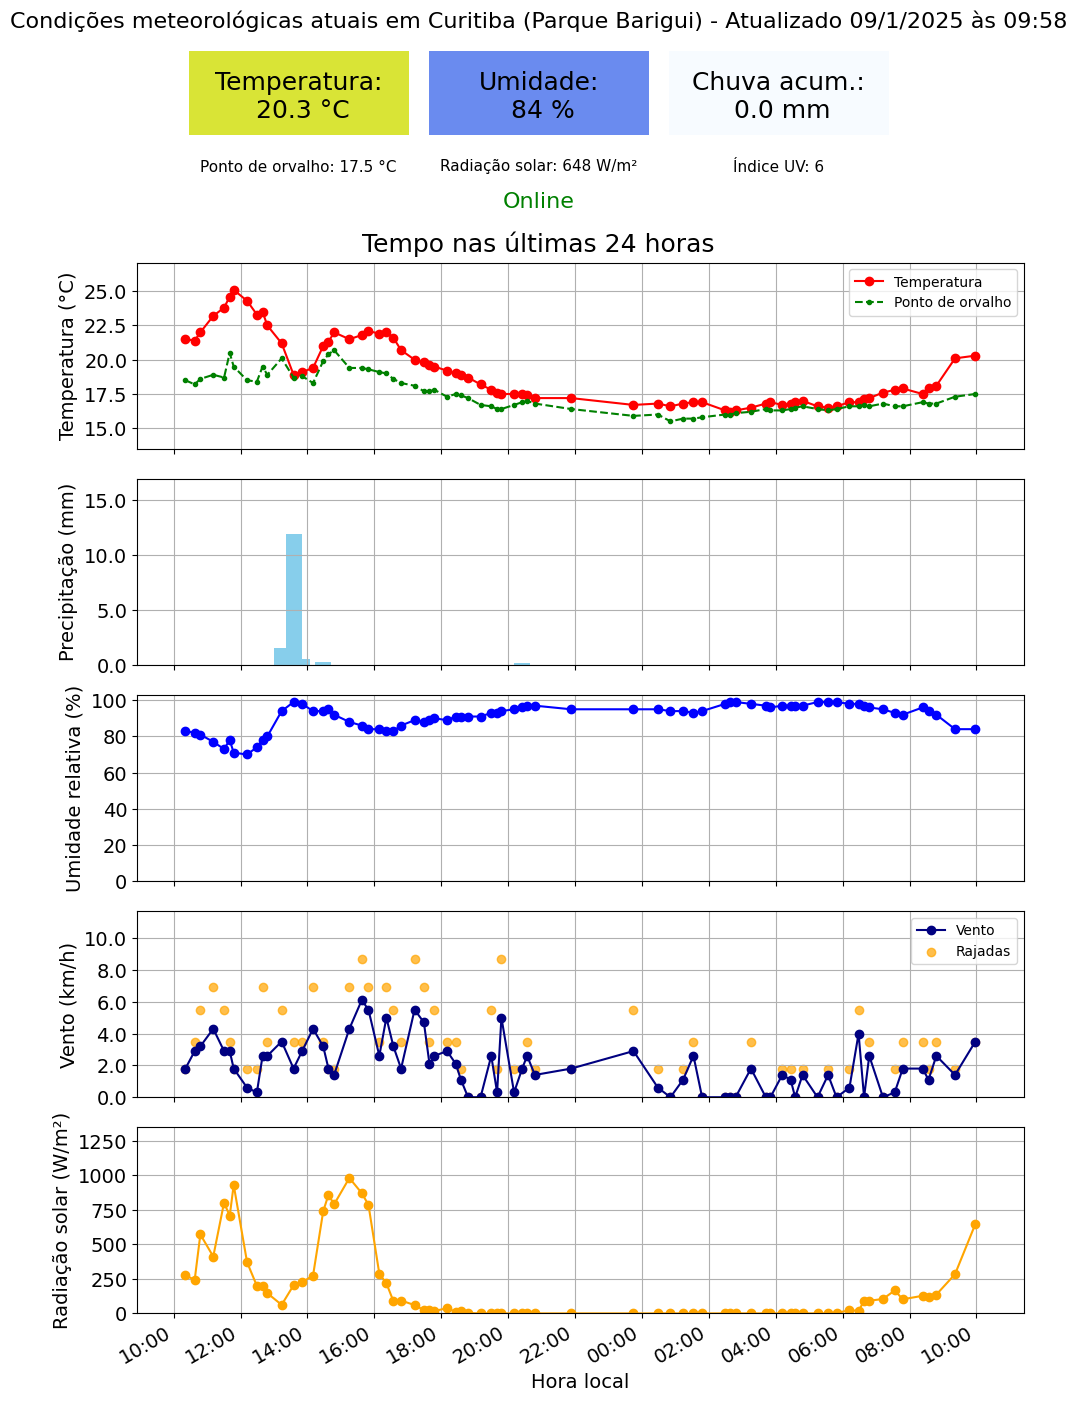 Condições meteorológicas atuais em Curitiba (Parque Barigui) - Atualizado 09/1/2025 às 09:58
Temperatura:
20.3 °C
Umidade:
84 %
Chuva acum.:
0.0 mm
Ponto de orvalho: 17.5 °C
Radiação solar: 648 W/m²
Índice UV: 6
Online
Tempo nas últimas 24 horas
Temperatura (°C)
25.0
22.5
20.0
17.5
15.0
Temperatura
Ponto de orvalho
Precipitação (mm)
15.0
10.0
5.0
0.0
Umidade relativa (%)
100
80
60
40
20
0
Vento (km/h)
10.0
8.0
6.0
4.0
2.0
0.0
Vento
Rajadas
Radiação solar (W/m²)
1250
1000
750
500
250
0
10:00
12:00
14:00
16:00
18:00
20:00
22:00
00:00
02:00
04:00
06:00
08:00
10:00
Hora local